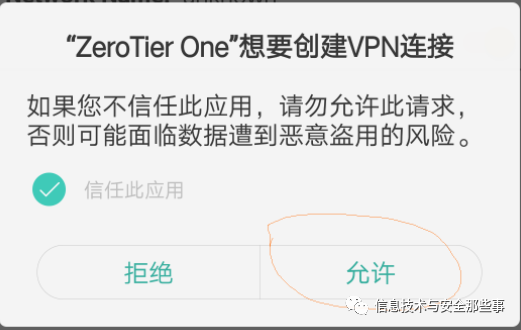 “ZeroTier One”想要创建VPN连接
如果您不信任此应用，请勿允许此请求，
否则可能面临数据遭到恶意盗用的风险。
信任此应用
拒绝
允许
信息技术与安全那些事